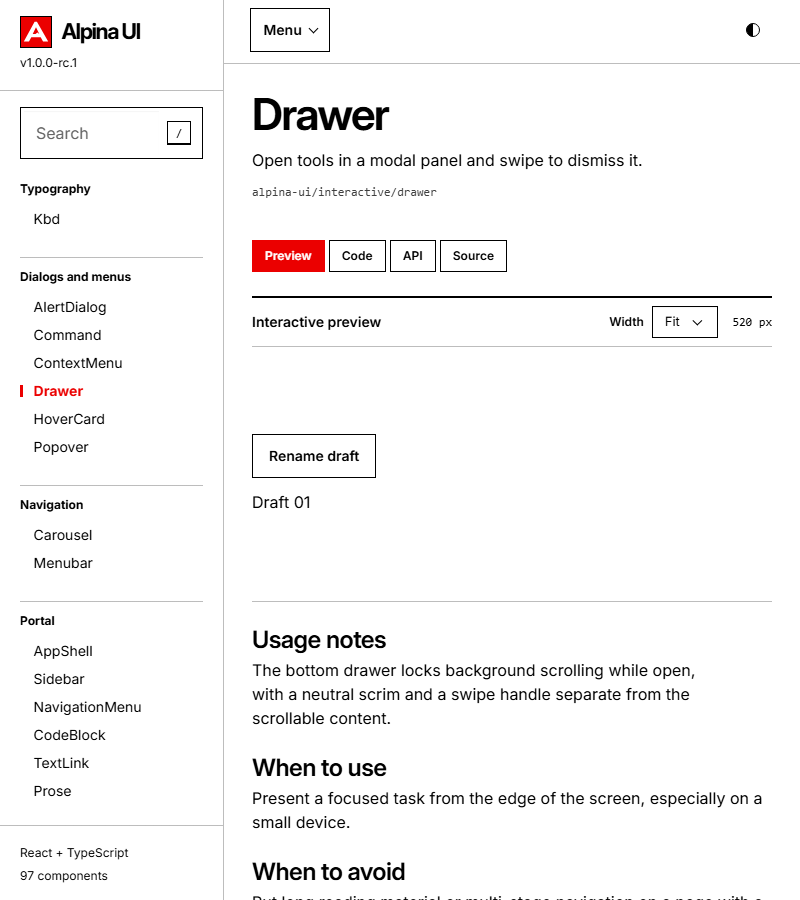 Alpina UI
v1.0.0-rc.1
Search /
Typography
Kbd
Dialogs and menus
AlertDialog
Command
ContextMenu
Drawer
HoverCard
Popover
Navigation
Carousel
Menubar
Portal
AppShell
Sidebar
NavigationMenu
CodeBlock
TextLink
Prose
React + TypeScript
97 components
Menu
Drawer
Open tools in a modal panel and swipe to dismiss it.
alpina-ui/interactive/drawer
Preview Code API Source
Interactive preview Width Fit 520 px
Rename draft
Draft 01
Usage notes
The bottom drawer locks background scrolling while open,
with a neutral scrim and a swipe handle separate from the
scrollable content.
When to use
Present a focused task from the edge of the screen, especially on a
small device.
When to avoid